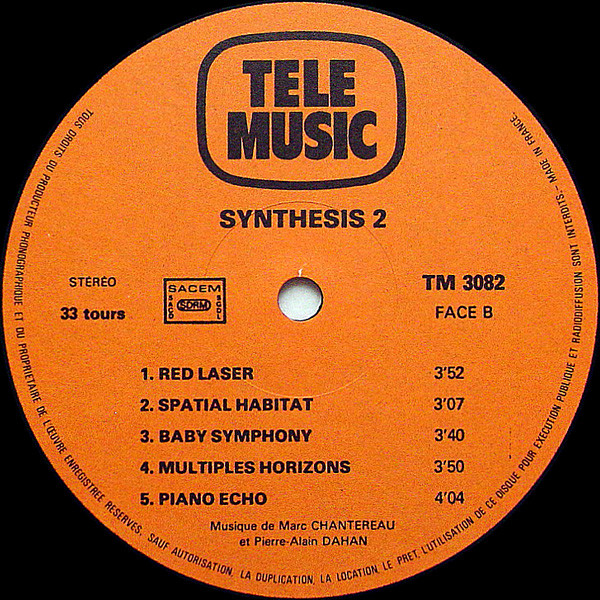 TELE
MUSIC
SYNTHESIS 2
STÉRÉO
33 tours
SACEM
SACD
SDRM
SGDL
TM 3082
FACE B
1. RED LASER 3'52
2. SPATIAL HABITAT 3'07
3. BABY SYMPHONY 3'40
4. MULTIPLES HORIZONS 3'50
5. PIANO ECHO 4'04
Musique de Marc CHANTEREAU
et Pierre-Alain DAHAN
TOUS DROITS DU PRODUCTEUR PHONOGRAPHIQUE ET DU PROPRIETAIRE DE L'ŒUVRE ENREGISTREE RESERVES, SAUF AUTORISATION, LA DUPLICATION, LA LOCATION, LE PRET, L'UTILISATION DE CE DISQUE POUR EXECUTION PUBLIQUE ET RADIODIFFUSION SONT INTERDITS. - MADE IN FRANCE.